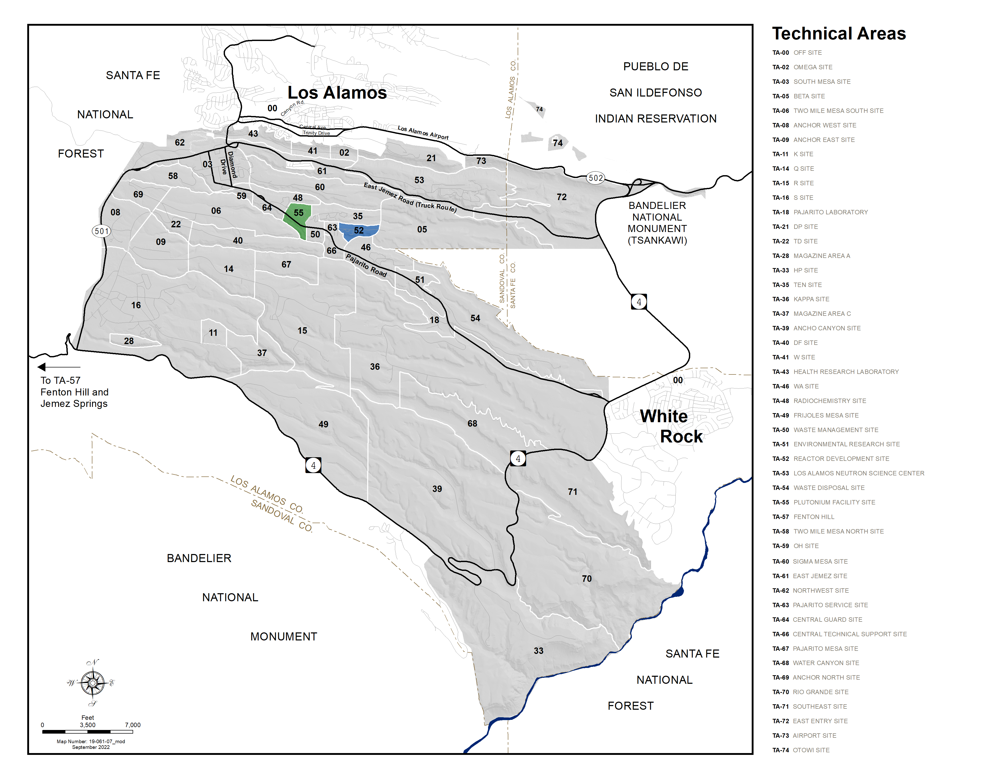 Technical Areas
TA-00 OFF SITE
TA-02 OMEGA SITE
TA-03 SOUTH MESA SITE
TA-05 BETA SITE
TA-06 TWO MILE MESA SOUTH SITE
TA-08 ANCHOR WEST SITE
TA-09 ANCHOR EAST SITE
TA-11 K SITE
TA-14 Q SITE
TA-15 R SITE
TA-16 S SITE
TA-18 PAJARITO LABORATORY
TA-21 DP SITE
TA-22 TD SITE
TA-28 MAGAZINE AREA A
TA-33 HP SITE
TA-35 TEN SITE
TA-36 KAPPA SITE
TA-37 MAGAZINE AREA C
TA-39 ANCHO CANYON SITE
TA-40 DF SITE
TA-41 W SITE
TA-43 HEALTH RESEARCH LABORATORY
TA-46 WA SITE
TA-48 RADIOCHEMISTRY SITE
TA-49 FRIJOLES MESA SITE
TA-50 WASTE MANAGEMENT SITE
TA-51 ENVIRONMENTAL RESEARCH SITE
TA-52 REACTOR DEVELOPMENT SITE
TA-53 LOS ALAMOS NEUTRON SCIENCE CENTER
TA-54 WASTE DISPOSAL SITE
TA-55 PLUTONIUM FACILITY SITE
TA-57 FENTON HILL
TA-58 TWO MILE MESA NORTH SITE
TA-59 OH SITE
TA-60 SIGMA MESA SITE
TA-61 EAST JEMEZ SITE
TA-62 NORTHWEST SITE
TA-63 PAJARITO SERVICE SITE
TA-64 CENTRAL GUARD SITE
TA-66 CENTRAL TECHNICAL SUPPORT SITE
TA-67 PAJARITO MESA SITE
TA-68 WATER CANYON SITE
TA-69 ANCHOR NORTH SITE
TA-70 RIO GRANDE SITE
TA-71 SOUTHEAST SITE
TA-72 EAST ENTRY SITE
TA-73 AIRPORT SITE
TA-74 OTOWI SITE
SANTA FE
NATIONAL
FOREST
Los Alamos
00
Canyon Rd.
Central Ave
Trinity Drive
Los Alamos Airport
LOS ALAMOS CO.
PUEBLO DE
SAN ILDEFONSO
INDIAN RESERVATION
74
74
43
62
41
02
21
73
502
03
Diamond
Drive
58
61
53
60
East Jemez Road (Truck Route)
72
69
59
48
64
08
06
55
35
BANDELIER
NATIONAL
MONUMENT
(TSANKAWI)
22
63
52
05
501
50
09
40
66
46
Pajarito Road
67
14
51
SANDOVAL CO.
SANTA FE CO.
4
16
18
54
11
15
28
37
36
To TA-57
Fenton Hill and
Jemez Springs
00
White
Rock
49
68
4
4
39
71
LOS ALAMOS CO.
SANDOVAL CO.
BANDELIER
NATIONAL
MONUMENT
70
33
SANTA FE
NATIONAL
FOREST
N
W
E
S
Feet
0 3,500 7,000
Map Number: 19-061-07_mod
September 2022